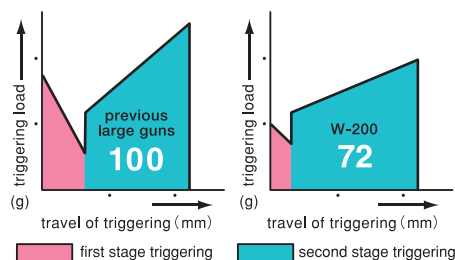 triggering load
previous
large guns
100
(g)
travel of triggering (mm)
triggering load
W-200
72
(g)
travel of triggering (mm)
first stage triggering
second stage triggering